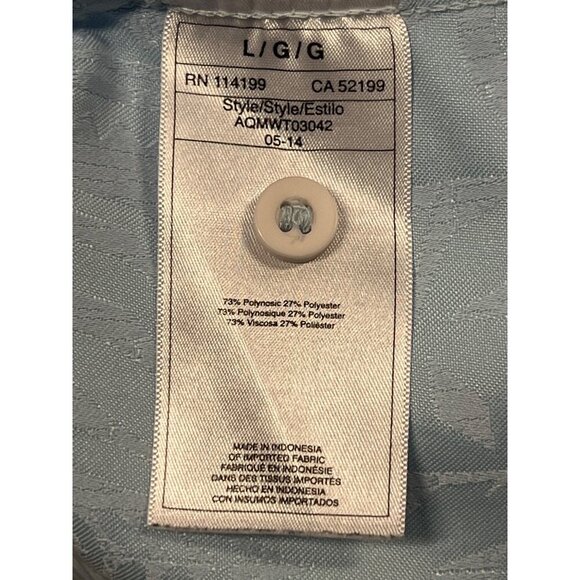 L/G/G
RN 114199 CA 52199
Style/Style/Estilo
AQMWT03042
05-14
73% Polynosic 27% Polyester
73% Polynosique 27% Polyester
73% Viscosa 27% Poliéster
MADE IN INDONESIA
OF IMPORTED FABRIC
FABRIQUÉ EN INDONÉSIE
DANS DES TISSUS IMPORTÉS
HECHO EN INDONESIA
CON INSUMOS IMPORTADOS